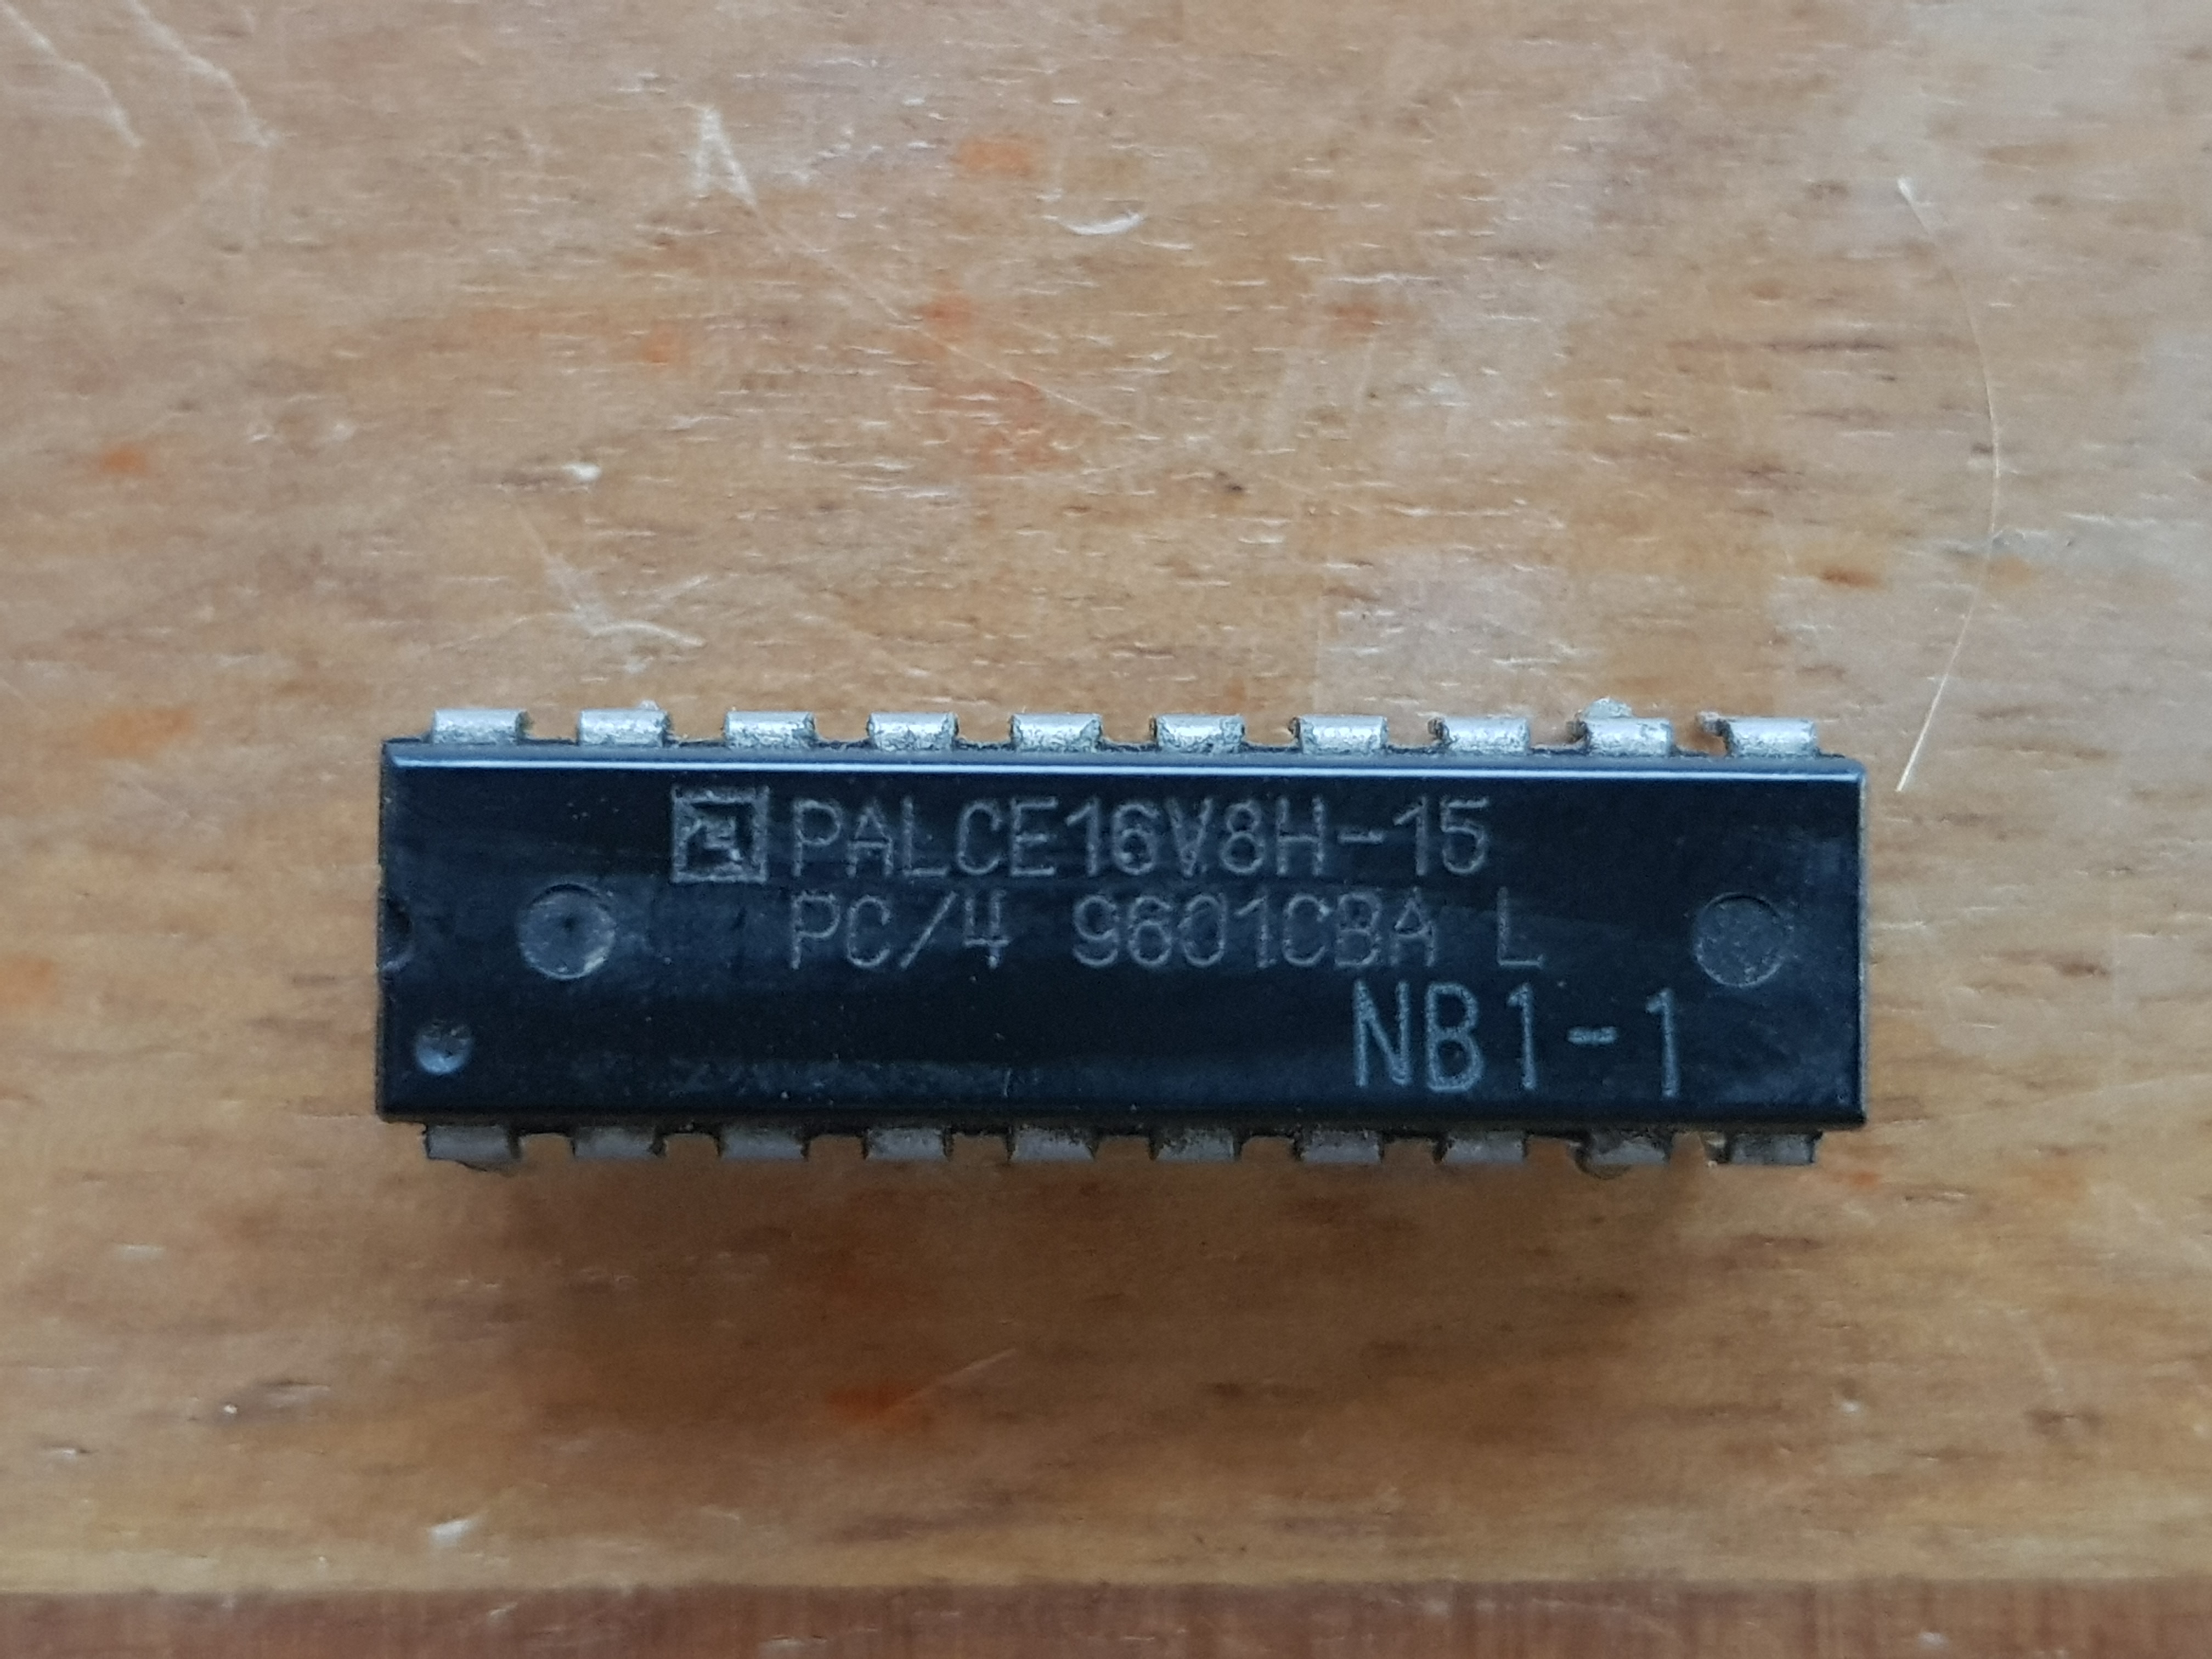 PALCE16V8H-15
PC/4 9601CBA L
NB1-1